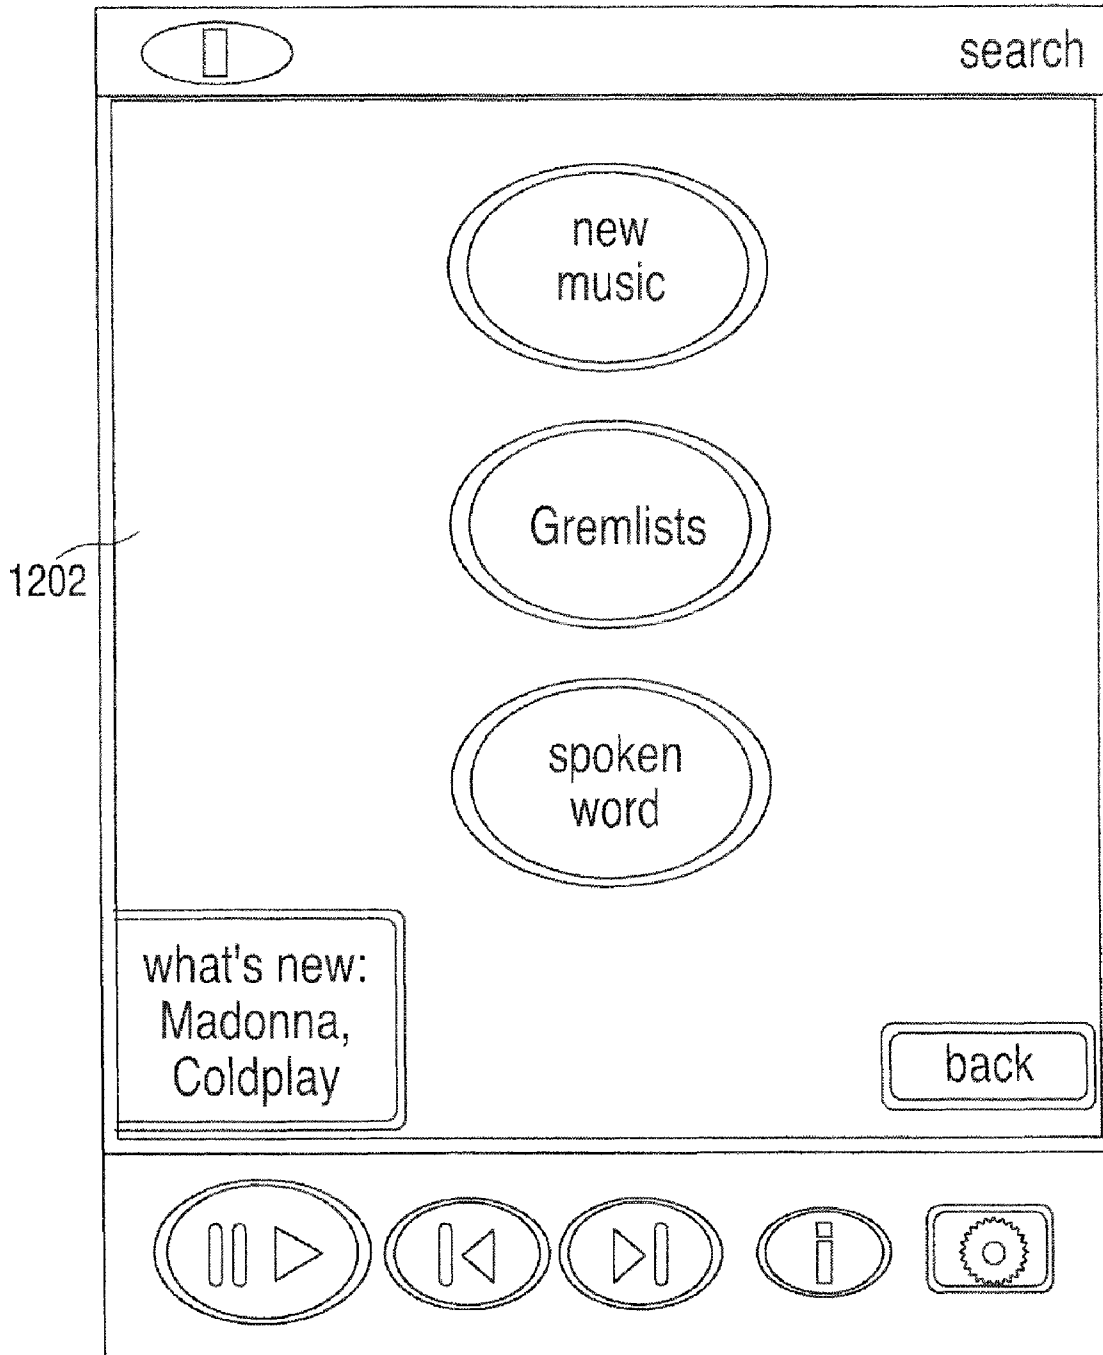 search
new
music
Gremlists
1202
spoken
word
what's new:
Madonna,
Coldplay
back
i